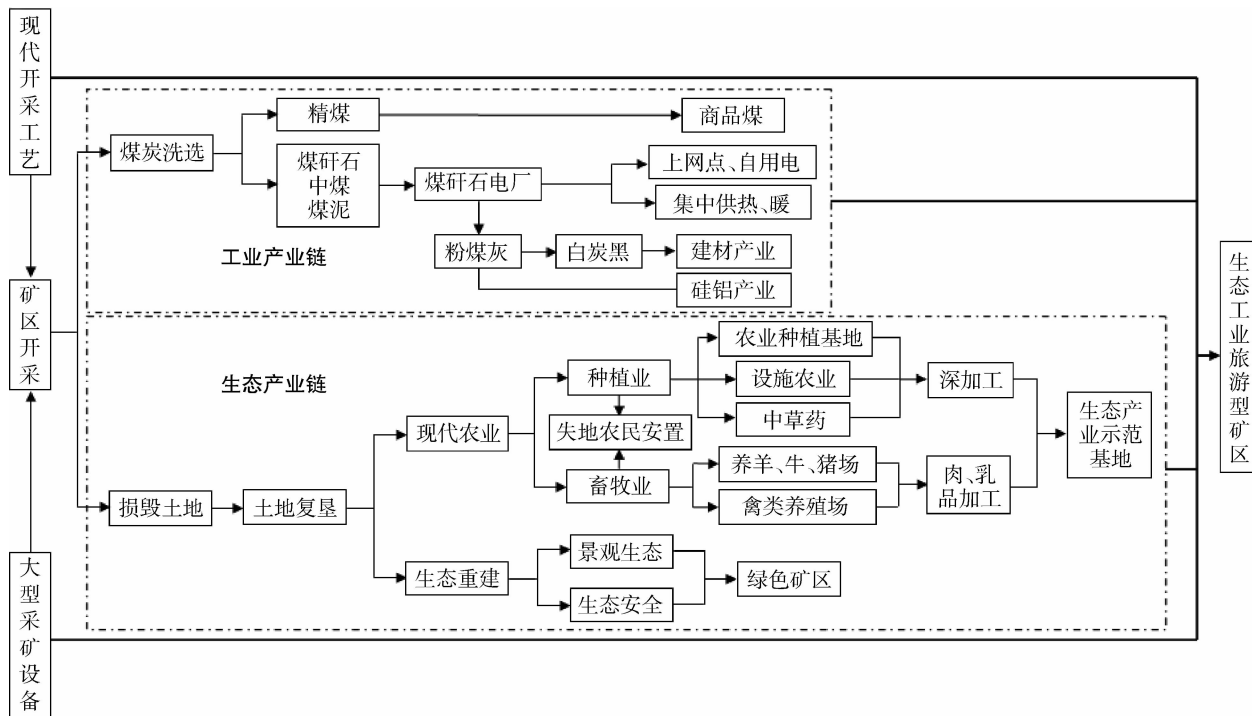 现代开采工艺
矿区开采
大型采矿设备
煤炭洗选
精煤
商品煤
煤矸石
中煤
煤泥
煤矸石电厂
上网点、自用电
集中供热、暖
粉煤灰
白炭黑
建材产业
硅铝产业
工业产业链
生态产业链
损毁土地
土地复垦
现代农业
种植业
失地农民安置
畜牧业
农业种植基地
设施农业
中草药
深加工
养羊、牛、猪场
禽类养殖场
肉、乳
品加工
生态产
业示范
基地
生态重建
景观生态
生态安全
绿色矿区
生态工业旅游型矿区